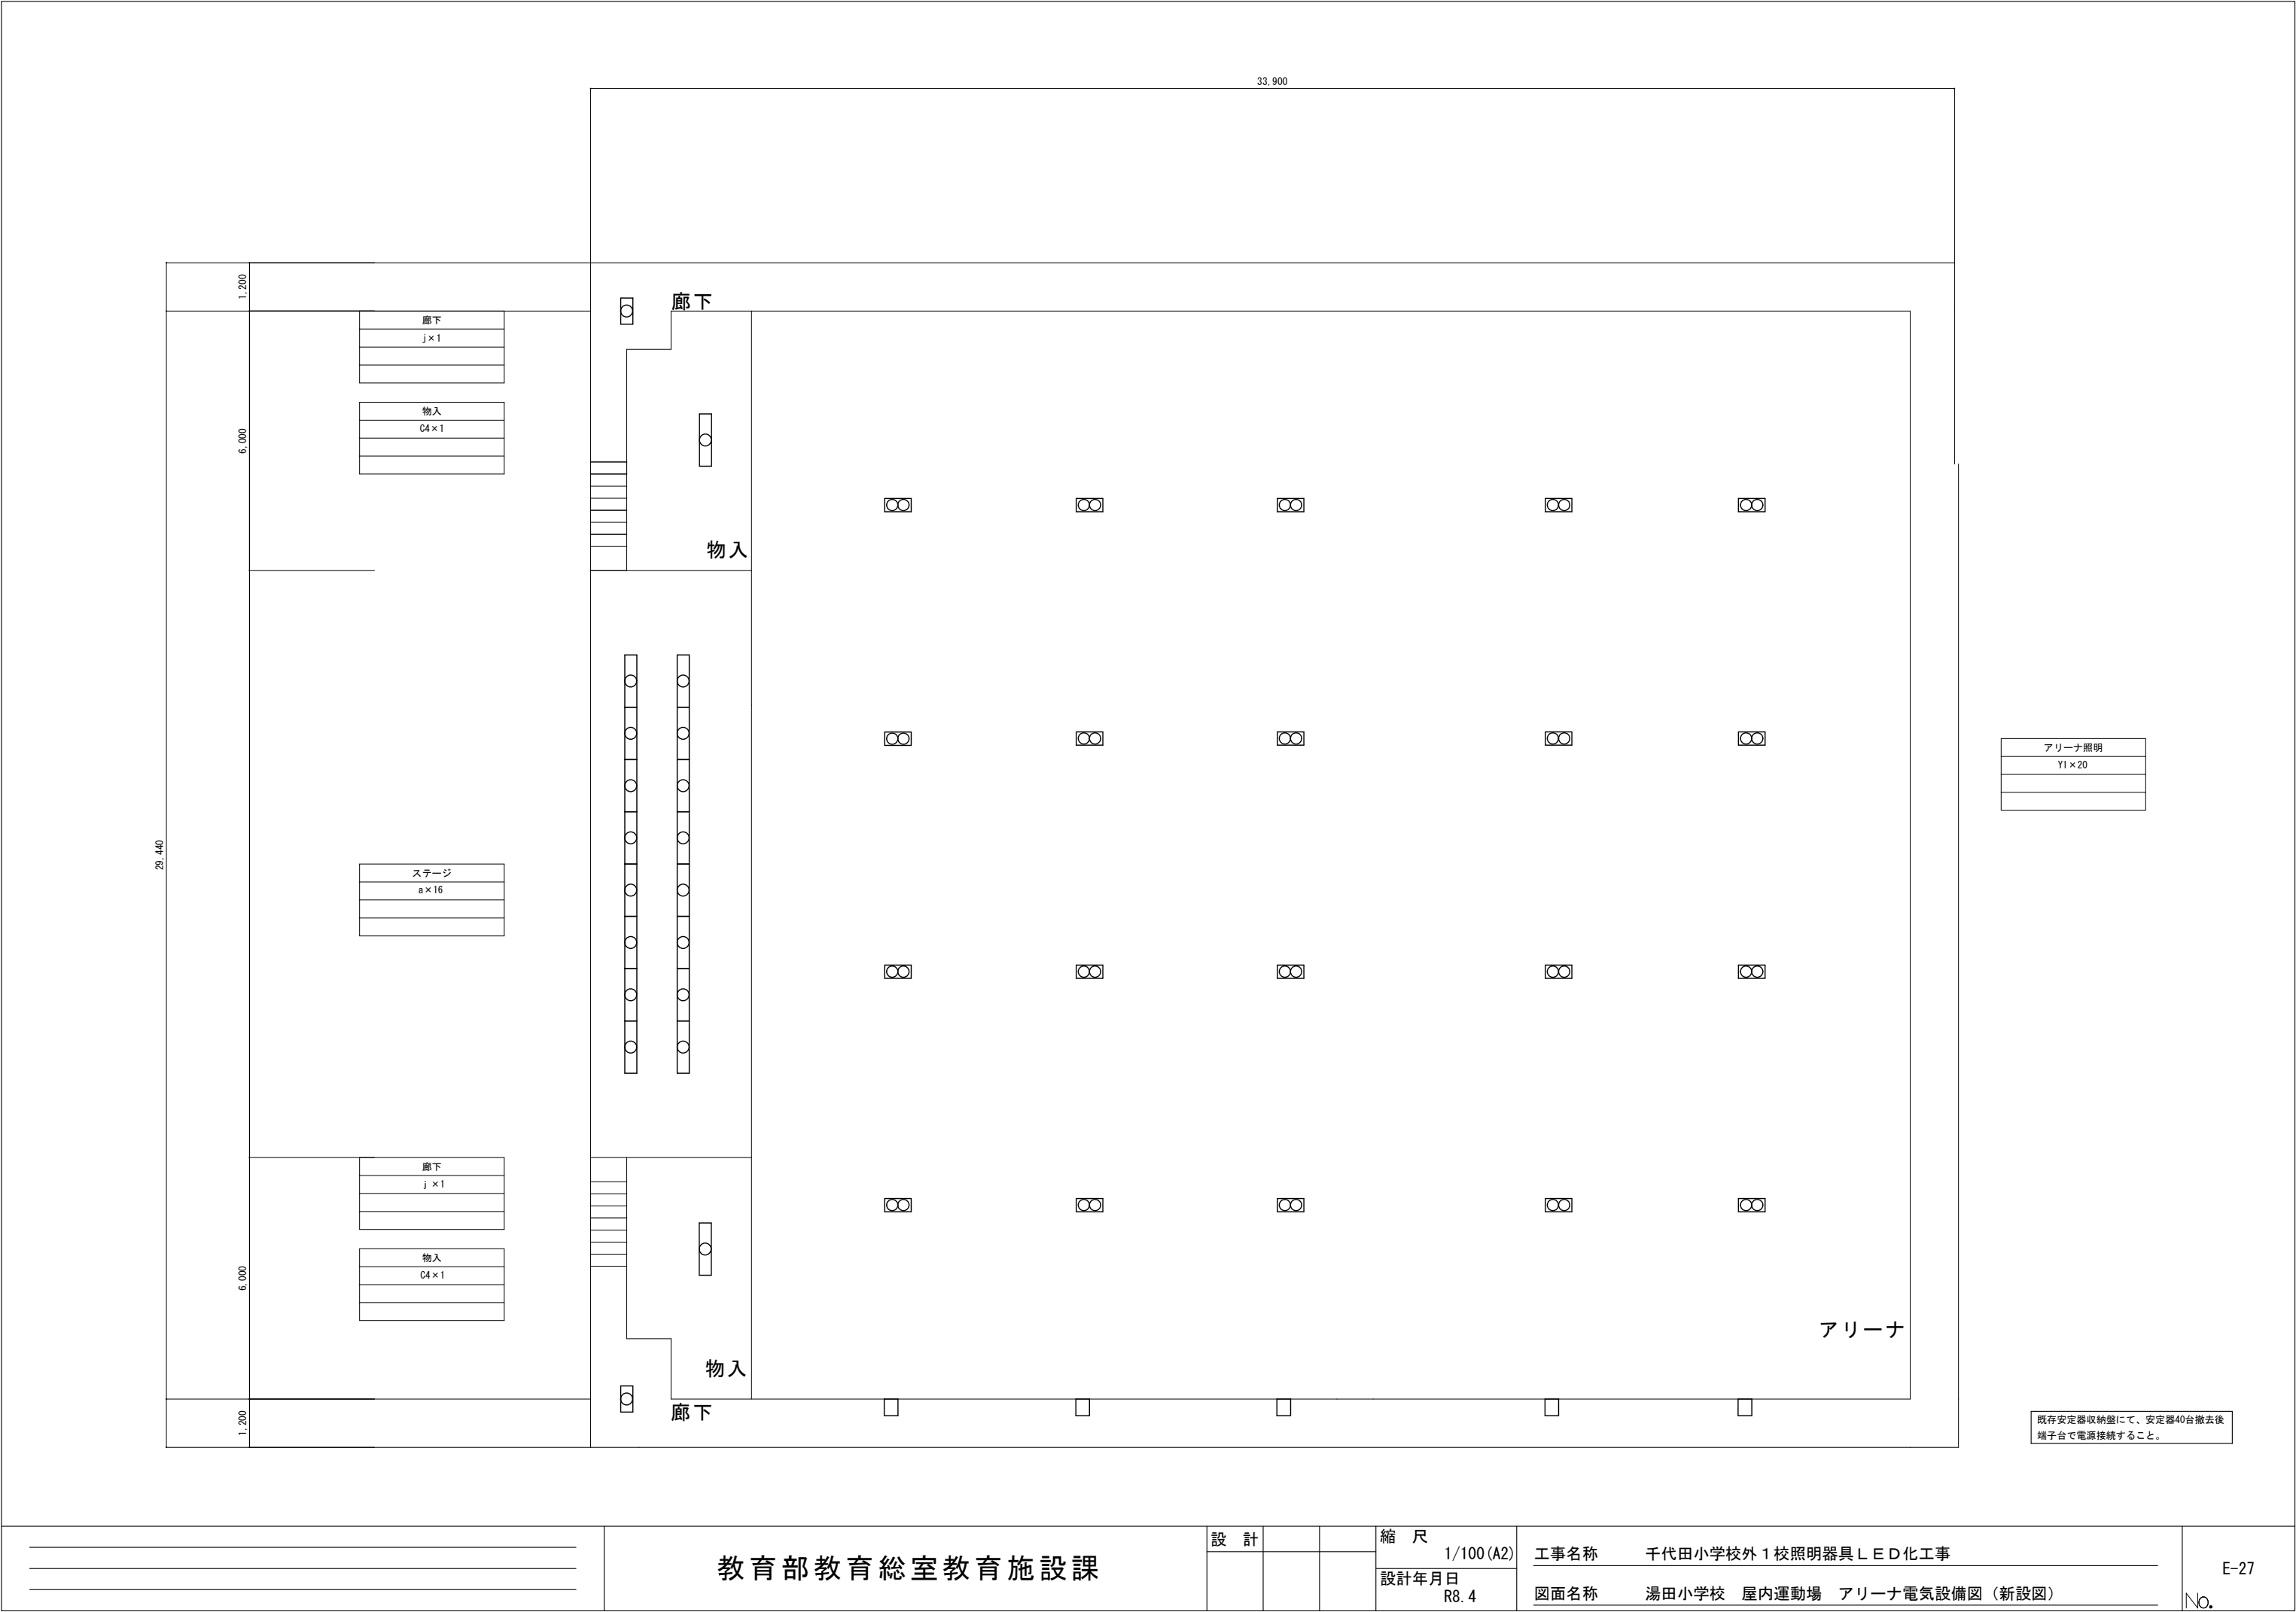 33,900
1,200
廊下
廊下
j×1
物入
C4×1
6,000
物入
アリーナ照明
Y1×20
29,440
ステージ
a×16
廊下
j ×1
物入
C4×1
6,000
アリーナ
物入
廊下
1,200
既存安定器収納盤にて、安定器40台撤去後
端子台で電源接続すること。
教育部教育総室教育施設課
設 計
縮 尺
1/100(A2)
設計年月日
R8.4
工事名称 千代田小学校外1校照明器具LED化工事
図面名称 湯田小学校 屋内運動場 アリーナ電気設備図（新設図）
E-27
No.